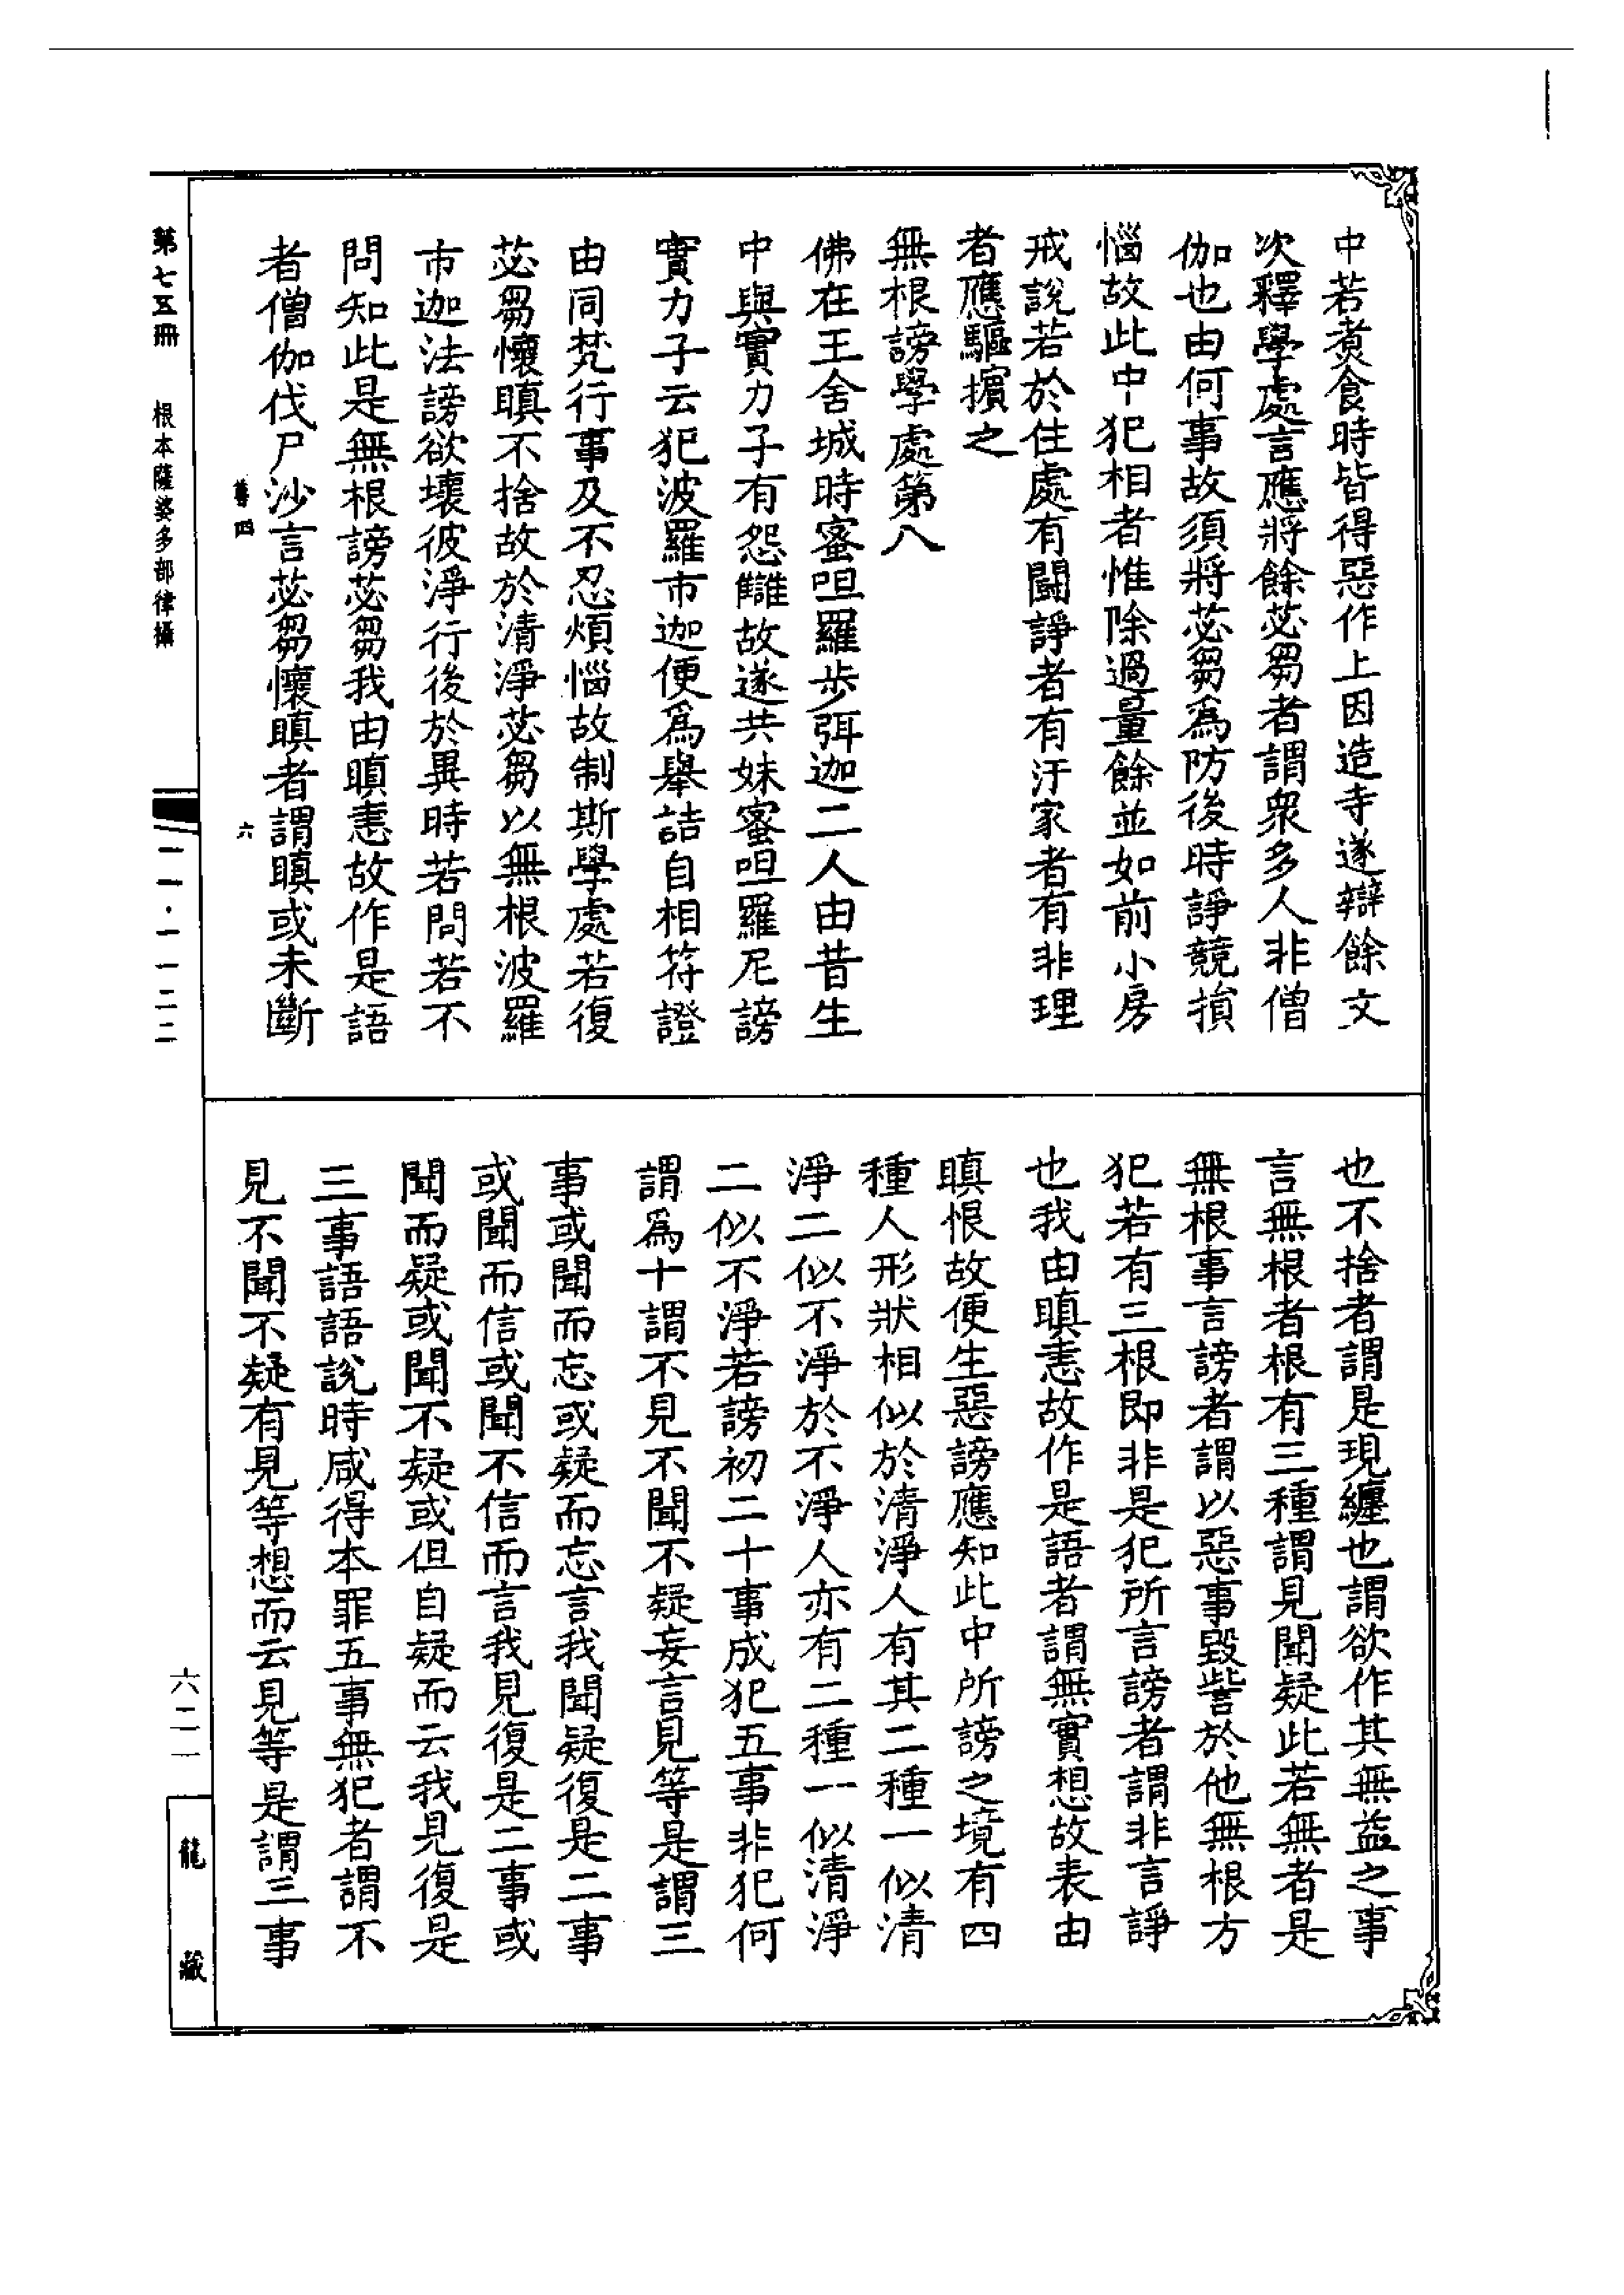 中若煮食時皆得惡作上因造寺遂辯餘文
次釋學處言應將餘苾芻者謂眾多人非僧
伽也由何事故須將苾芻為防後時諍競損
惱故此中犯相者惟除過量餘並如前小房
戒說若於住處有鬪諍者有汙家者有非理
者應驅擯之
無根謗學處第八
佛在王舍城時蜜呾羅步弭迦二人由昔生
中與實力子有怨讎故遂共妹蜜呾羅尼謗
實力子云犯波羅市迦便為舉詰自相符證
由同梵行事及不忍煩惱故制斯學處若復
苾芻懷瞋不捨故於清淨苾芻以無根波羅
市迦法謗欲壞彼淨行後於異時若問若不
問知此是無根謗苾芻我由瞋恚故作是語
者僧伽伐尸沙言苾芻懷瞋者謂瞋或未斷
尊四 六
也不捨者謂是現纏也謂欲作其無益之事
言無根者根有三種謂見聞疑此若無者是
無根事言謗者謂以惡事毀訾於他無根方
犯若有三根即非是犯所言謗者謂非言諍
也我由瞋恚故作是語者謂無實想故表由
瞋恨故便生惡謗應知此中所謗之境有四
種人形狀相似於清淨人有其二種一似清
淨二似不淨於不淨人亦有二種一似清淨
二似不淨若謗初二十事成犯五事非犯何
謂為十謂不見不聞不疑妄言見等是謂三
事或聞而忘或疑而忘言我聞疑復是二事
或聞而信或聞不信而言我見復是二事或
聞而疑或聞不疑或但自疑而云我見復是
三事語語說時咸得本罪五事無犯者謂不
見不聞不疑有見等想而云見等是謂三事
第七五冊 根本薩婆多部律攝
一一·一一二二
六二一
龍藏